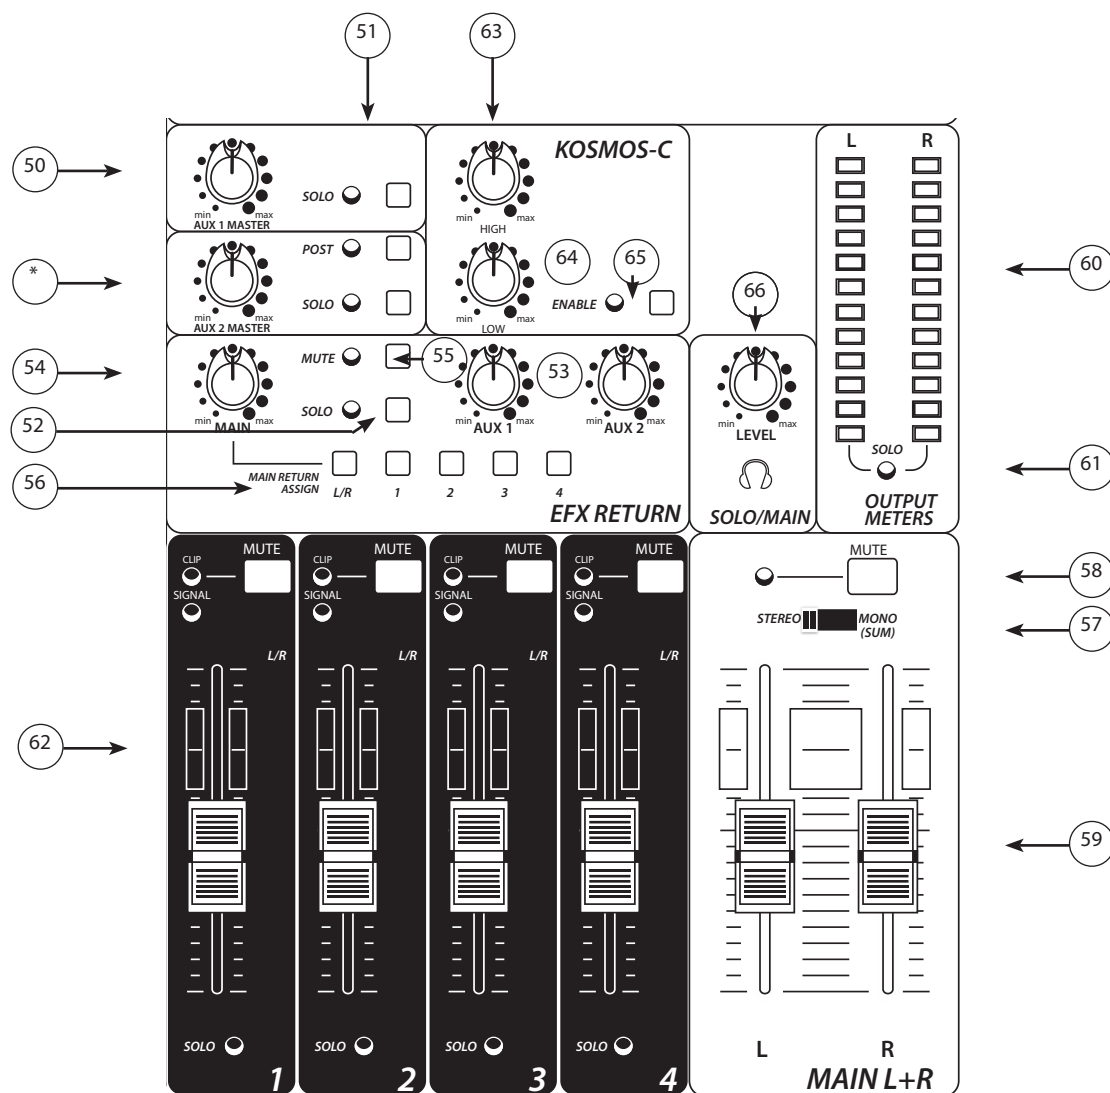 51
63
50
SOLO
min
max
AUX 1 MASTER
KOSMOS-C
min
max
HIGH
L
R
*
POST
SOLO
min
max
AUX 2 MASTER
64
65
ENABLE
min
max
LOW
66
60
54
MUTE
55
53
52
SOLO
min
max
MAIN
min
max
AUX 1
min
max
AUX 2
min
max
LEVEL
56
MAIN RETURN
ASSIGN
L/R
1
2
3
4
EFX RETURN
SOLO/MAIN
SOLO
61
OUTPUT
METERS
CLIP
MUTE
SIGNAL
L/R
CLIP
MUTE
SIGNAL
L/R
CLIP
MUTE
SIGNAL
L/R
CLIP
MUTE
SIGNAL
L/R
MUTE
58
STEREO
MONO
(SUM)
57
62
59
SOLO
1
SOLO
2
SOLO
3
SOLO
4
L
R
MAIN L+R